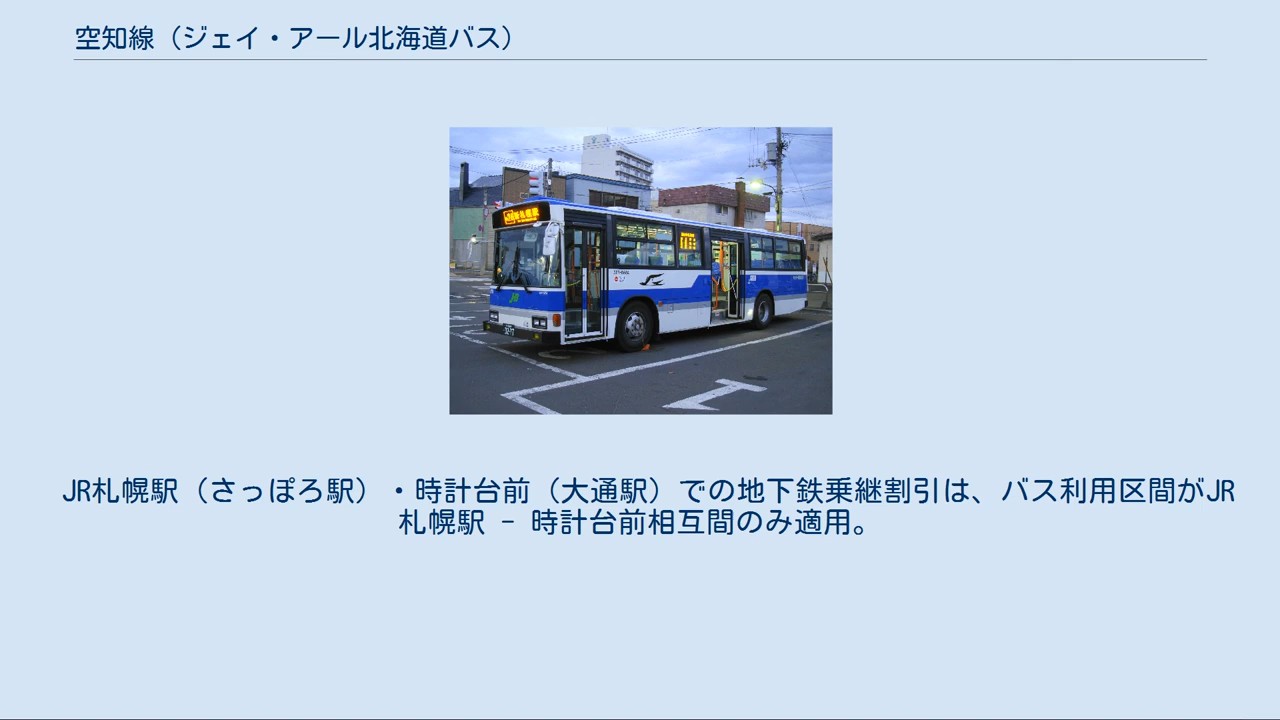 空知線（ジェイ・アール北海道バス）
JR札幌駅（さっぽろ駅）・時計台前（大通駅）での地下鉄乗継割引は、バス利用区間がJR
札幌駅 - 時計台前相互間のみ適用。